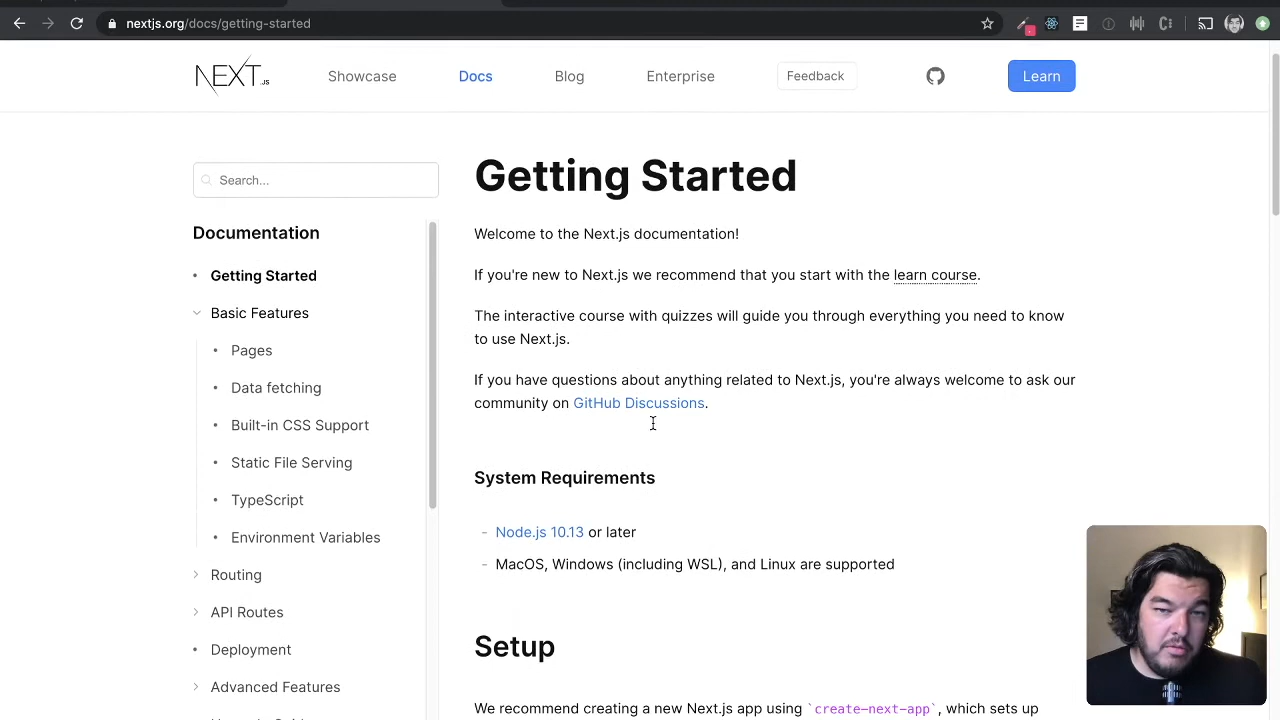 nextjs.org/docs/getting-started
NEXT.JS
Showcase
Docs
Blog
Enterprise
Feedback
Learn
Search...
Documentation
Getting Started
Basic Features
Pages
Data fetching
Built-in CSS Support
Static File Serving
TypeScript
Environment Variables
Routing
API Routes
Deployment
Advanced Features
Getting Started
Welcome to the Next.js documentation!
If you're new to Next.js we recommend that you start with the learn course.
The interactive course with quizzes will guide you through everything you need to know
to use Next.js.
If you have questions about anything related to Next.js, you're always welcome to ask our
community on GitHub Discussions.
System Requirements
- Node.js 10.13 or later
- MacOS, Windows (including WSL), and Linux are supported
Setup
We recommend creating a new Next.js app using `create-next-app`, which sets up